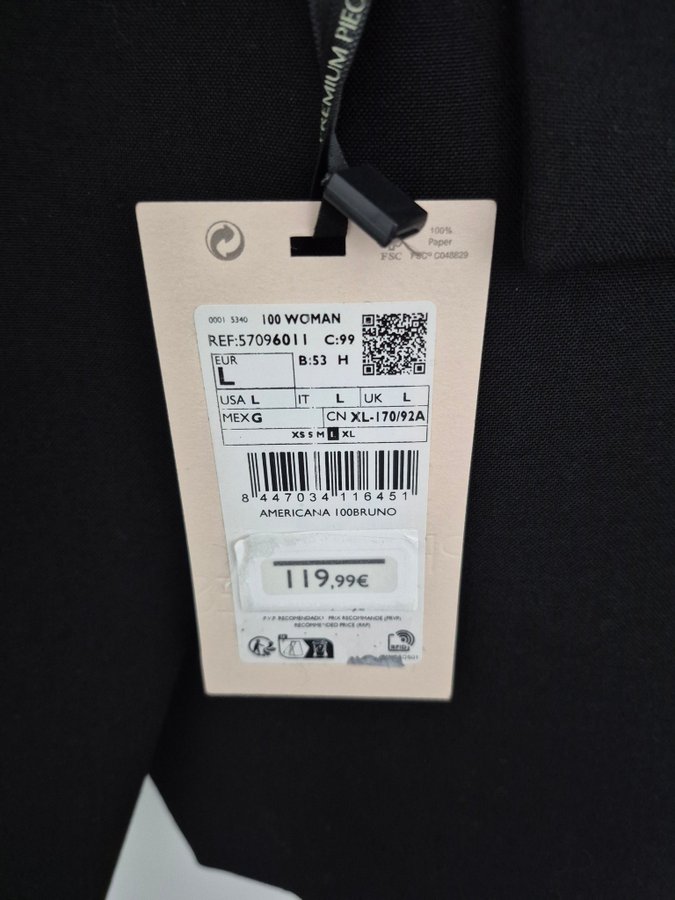 PREMIUM PIEC
100%
Paper
FSC FSC® C048829
0001 5340 100 WOMAN
REF:57096011 C:99
EUR
L
B:53 H
USA L IT L UK L
MEX G CN XL-170/92A
XS S M L XL
8 447034 116451
AMERICANA 100BRUNO
119,99€
P.V.P. RECOMENDADO PRIX RECOMMANDÉ (PRVP)
RECOMMENDED PRICE (RRP)
RFID